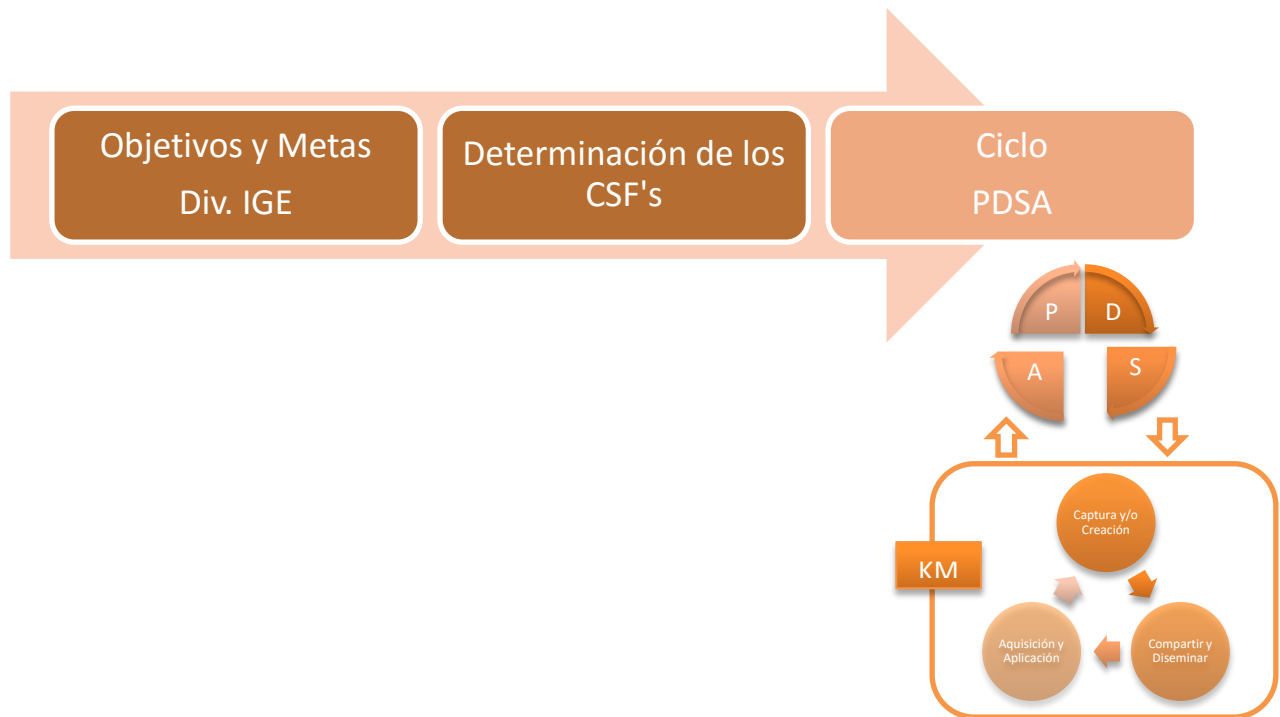 Objetivos y Metas
Div. IGE
Determinación de los
CSF's
Ciclo
PDSA
P
D
A
S
KM
Captura y/o
Creación
Aquisición y
Aplicación
Compartir y
Diseminar